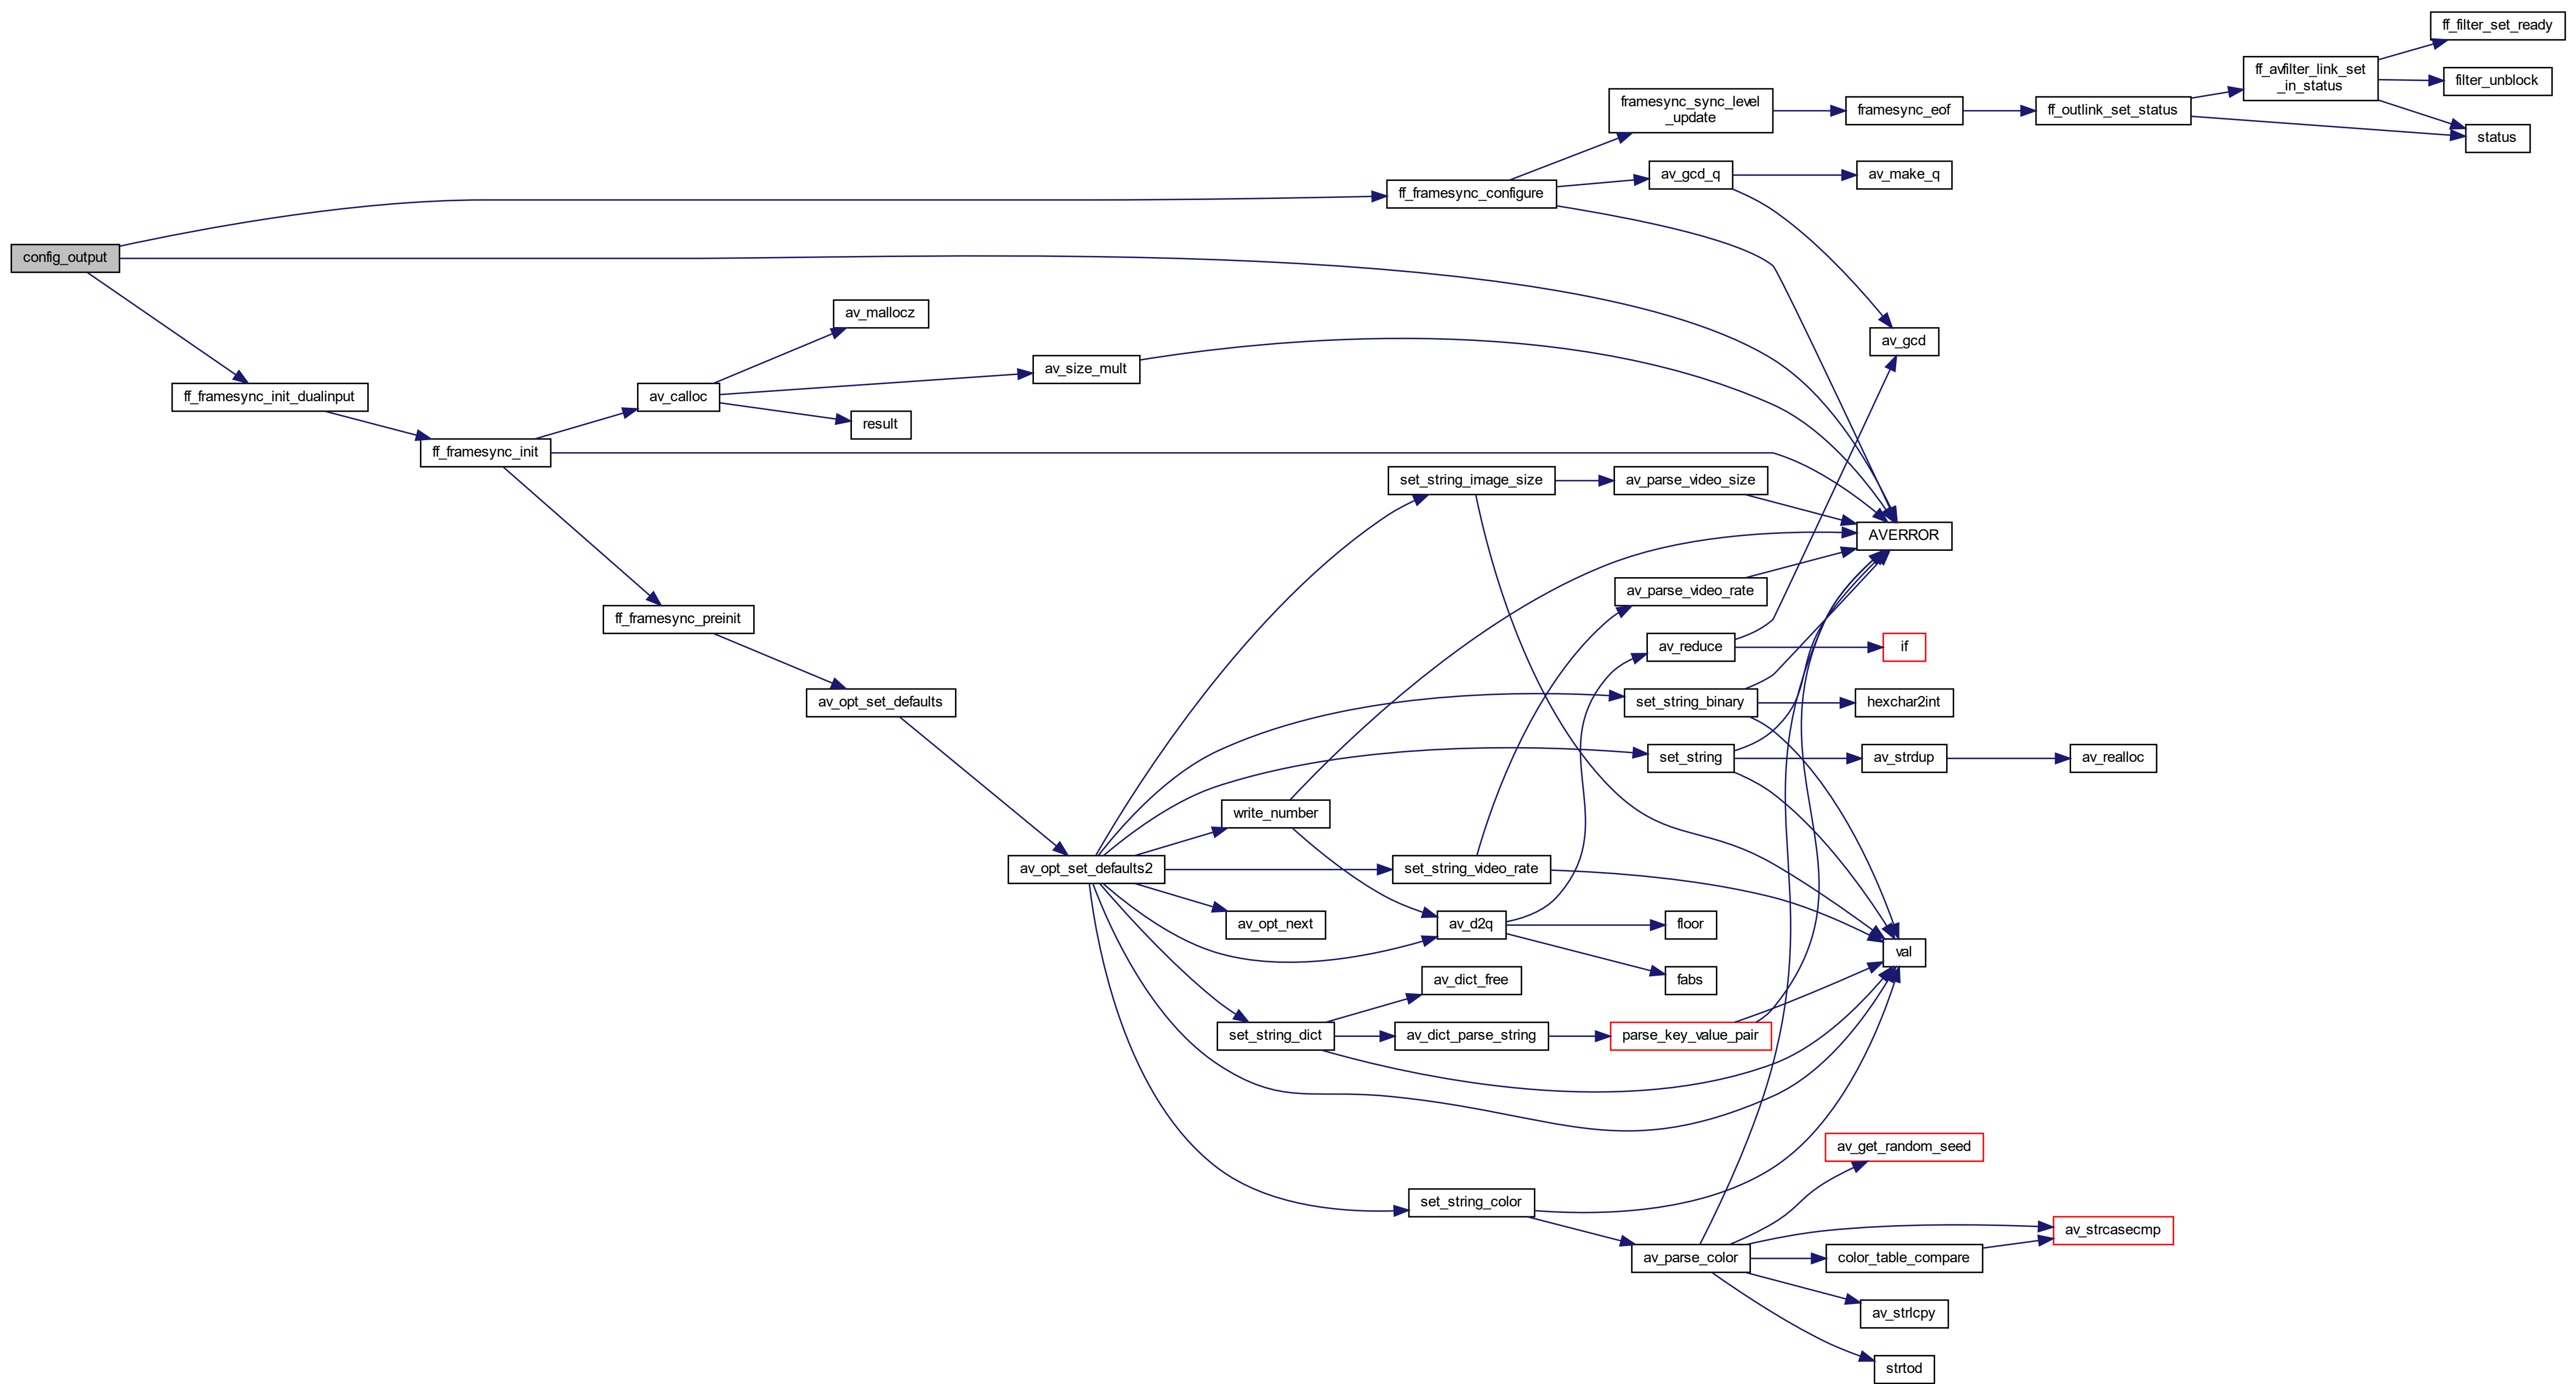 ff_filter_set_ready
ff_avfilter_link_set
_in_status
filter_unblock
framesync_sync_level
_update
framesync_eof
ff_outlink_set_status
status
av_gcd_q
av_make_q
ff_framesync_configure
config_output
av_mallocz
av_gcd
av_size_mult
ff_framesync_init_dualinput
av_calloc
result
ff_framesync_init
set_string_image_size
av_parse_video_size
AVERROR
av_parse_video_rate
ff_framesync_preinit
av_reduce
if
av_opt_set_defaults
set_string_binary
hexchar2int
set_string
av_strdup
av_realloc
write_number
av_opt_set_defaults2
set_string_video_rate
av_opt_next
av_d2q
floor
val
av_dict_free
fabs
set_string_dict
av_dict_parse_string
parse_key_value_pair
av_get_random_seed
set_string_color
av_strcasecmp
av_parse_color
color_table_compare
av_strlcpy
strtod